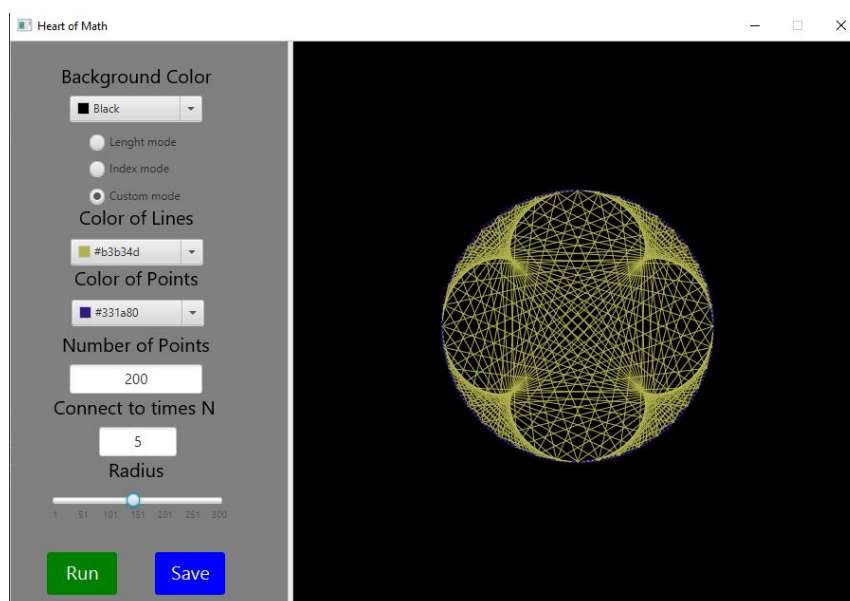 Heart of Math
Background Color
Black
Lenght mode
Index mode
Custom mode
Color of Lines
#b3b34d
Color of Points
#331a80
Number of Points
200
Connect to times N
5
Radius
1 51 101 151 201 251 300
Run Save